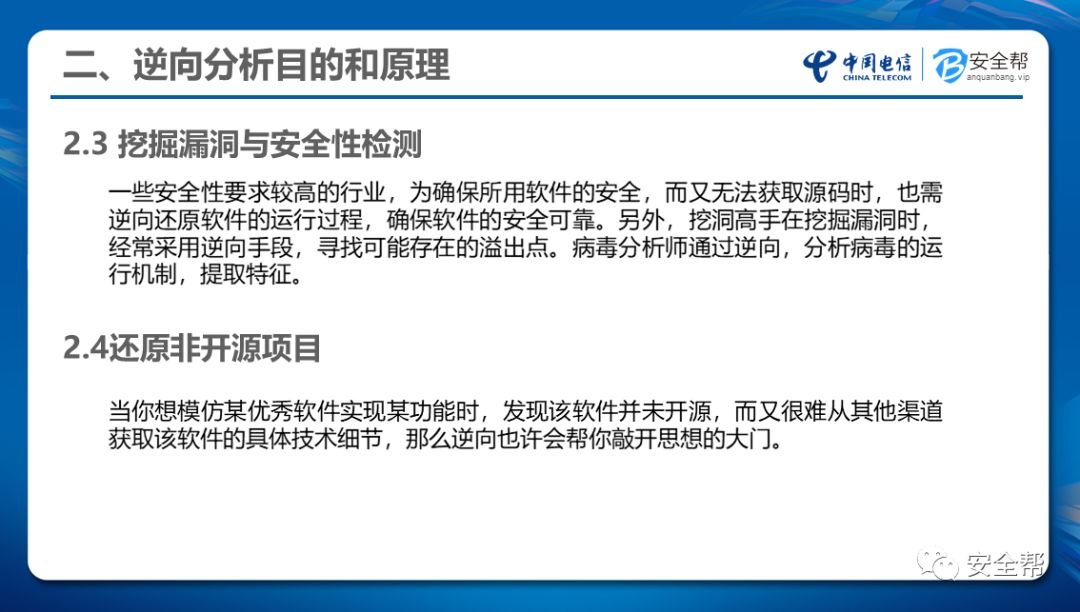 二、逆向分析目的和原理
中国电信
CHINA TELECOM
安全帮
anquanbang.vip
2.3 挖掘漏洞与安全性检测
一些安全性要求较高的行业，为确保所用软件的安全，而又无法获取源码时，也需
逆向还原软件的运行过程，确保软件的安全可靠。另外，挖洞高手在挖掘漏洞时，
经常采用逆向手段，寻找可能存在的溢出点。病毒分析师通过逆向，分析病毒的运
行机制，提取特征。
2.4还原非开源项目
当你想模仿某优秀软件实现某功能时，发现该软件并未开源，而又很难从其他渠道
获取该软件的具体技术细节，那么逆向也许会帮你敲开思想的大门。
安全帮